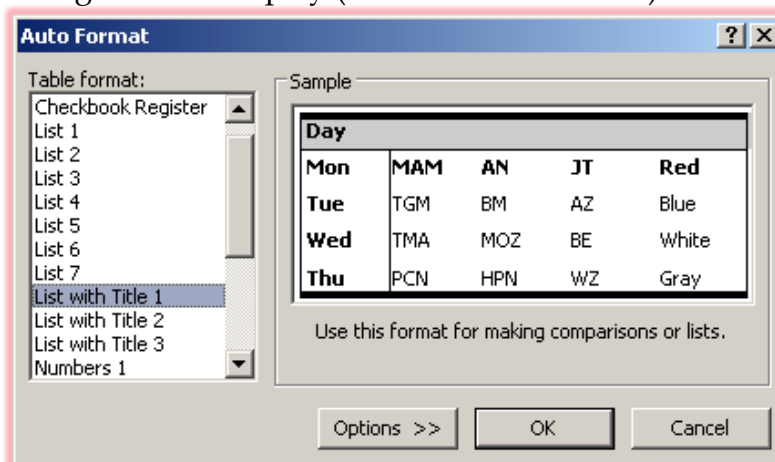 Auto Format
Table format:
Checkbook Register
List 1
List 2
List 3
List 4
List 5
List 6
List 7
List with Title 1
List with Title 2
List with Title 3
Numbers 1
Sample
Day
Mon MAM AN JT Red
Tue TGM BM AZ Blue
Wed TMA MOZ BE White
Thu PCN HPN WZ Gray
Use this format for making comparisons or lists.
Options >> OK Cancel